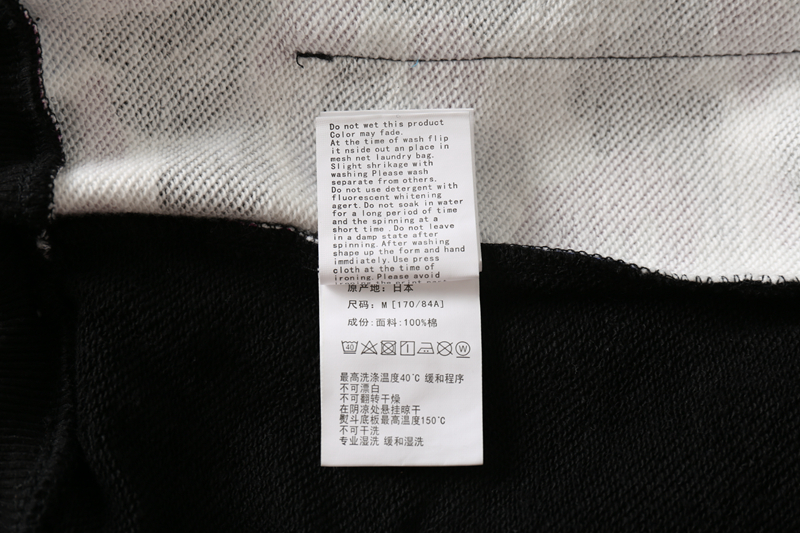 Do not wet this product
Color may fade.
At the time of wash flip
it nside out an place in
mesh net laundry bag.
Slight shrikage with
washing Please wash
separate from others.
Do not use detergent with
fluorescent whitening
agert. Do not soak in water
for a long period of time
and the spinning at a
short time . Do not leave
in a damp state after
spinning. After washing
shape up the form and hand
immdiately. Use press
cloth at the time of
ironing. Please avoid
原产地: 日本
尺码: M [170/84A]
成份:面料:100%棉
40 W
最高洗涤温度40℃ 缓和程序
不可漂白
不可翻转干燥
在阴凉处悬挂晾干
熨斗底板最高温度150℃
不可干洗
专业湿洗 缓和湿洗